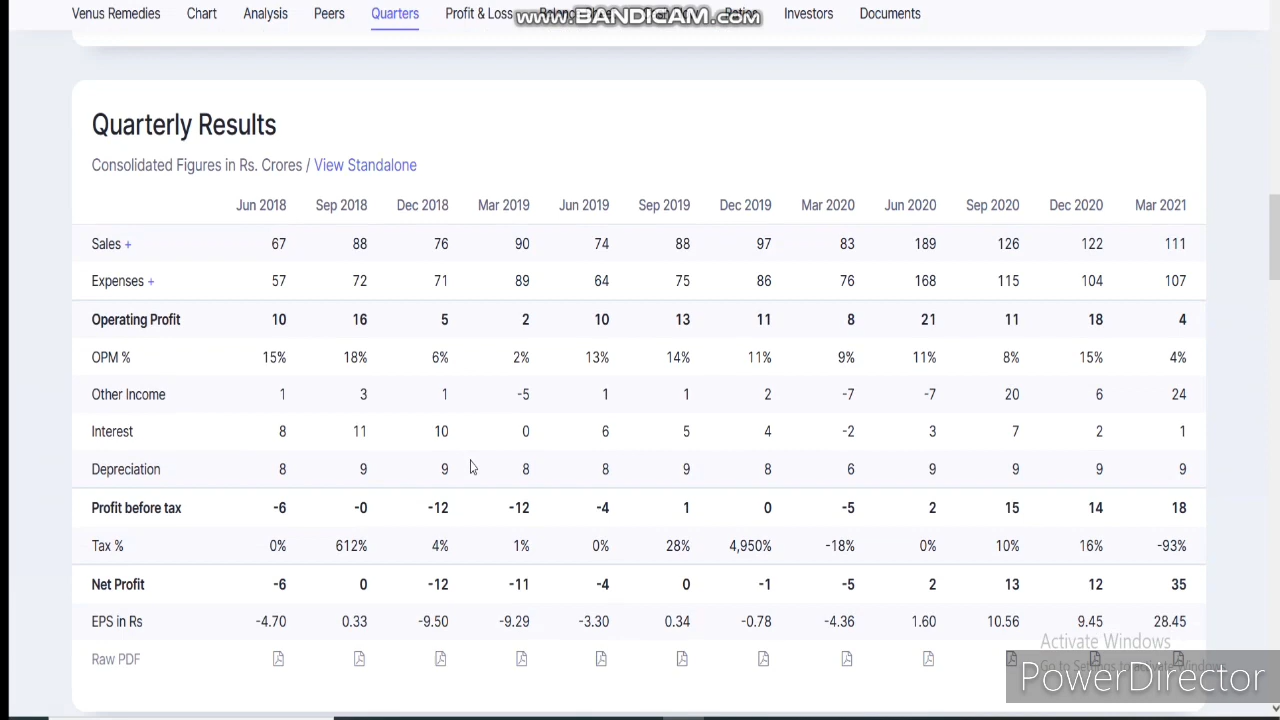 Venus Remedies Chart Analysis Peers Quarters Profit & Loss Investors Documents
www.BANDICAM.com
Quarterly Results
Consolidated Figures in Rs. Crores / View Standalone
Jun 2018 Sep 2018 Dec 2018 Mar 2019 Jun 2019 Sep 2019 Dec 2019 Mar 2020 Jun 2020 Sep 2020 Dec 2020 Mar 2021
Sales + 67 88 76 90 74 88 97 83 189 126 122 111
Expenses + 57 72 71 89 64 75 86 76 168 115 104 107
Operating Profit 10 16 5 2 10 13 11 8 21 11 18 4
OPM % 15% 18% 6% 2% 13% 14% 11% 9% 11% 8% 15% 4%
Other Income 1 3 1 -5 1 1 2 -7 -7 20 6 24
Interest 8 11 10 0 6 5 4 -2 3 7 2 1
Depreciation 8 9 9 8 8 9 8 6 9 9 9 9
Profit before tax -6 -0 -12 -12 -4 1 0 -5 2 15 14 18
Tax % 0% 612% 4% 1% 0% 28% 4,950% -18% 0% 10% 16% -93%
Net Profit -6 0 -12 -11 -4 0 -1 -5 2 13 12 35
EPS in Rs -4.70 0.33 -9.50 -9.29 -3.30 0.34 -0.78 -4.36 1.60 10.56 9.45 28.45
Raw PDF
Activate Windows
Go to Settings to activate Windows.
PowerDirector